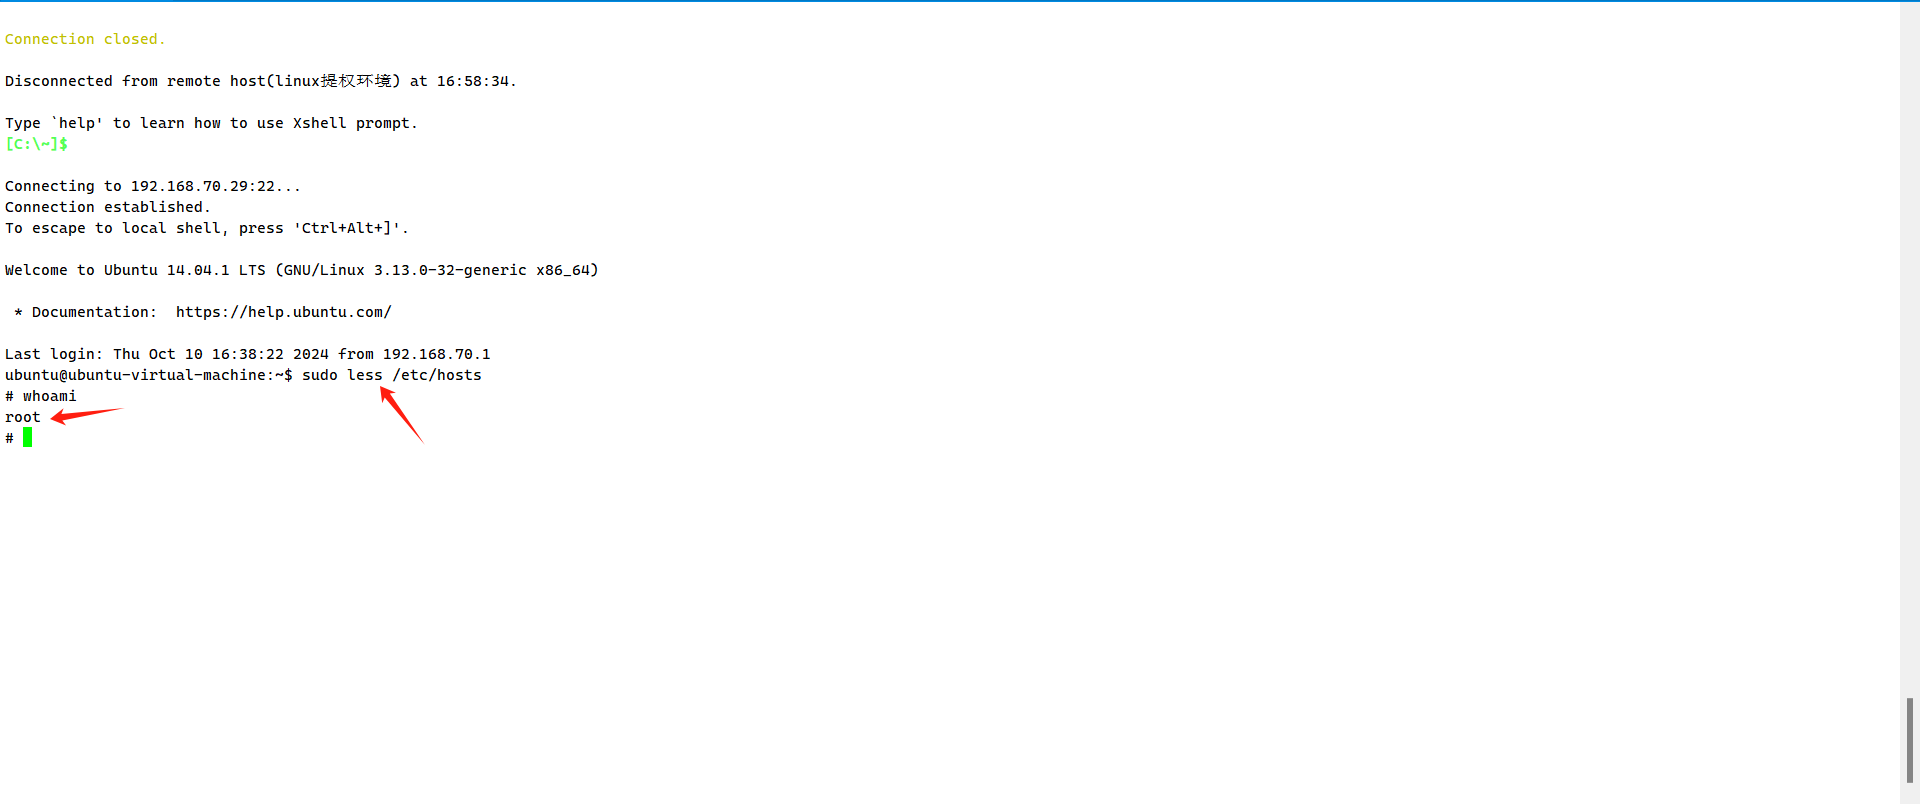 Connection closed.
Disconnected from remote host(linux提权环境) at 16:58:34.
Type `help' to learn how to use Xshell prompt.
[C:\~]$
Connecting to 192.168.70.29:22...
Connection established.
To escape to local shell, press 'Ctrl+Alt+]'.
Welcome to Ubuntu 14.04.1 LTS (GNU/Linux 3.13.0-32-generic x86_64)
 * Documentation:  https://help.ubuntu.com/
Last login: Thu Oct 10 16:38:22 2024 from 192.168.70.1
ubuntu@ubuntu-virtual-machine:~$ sudo less /etc/hosts
# whoami
root
#